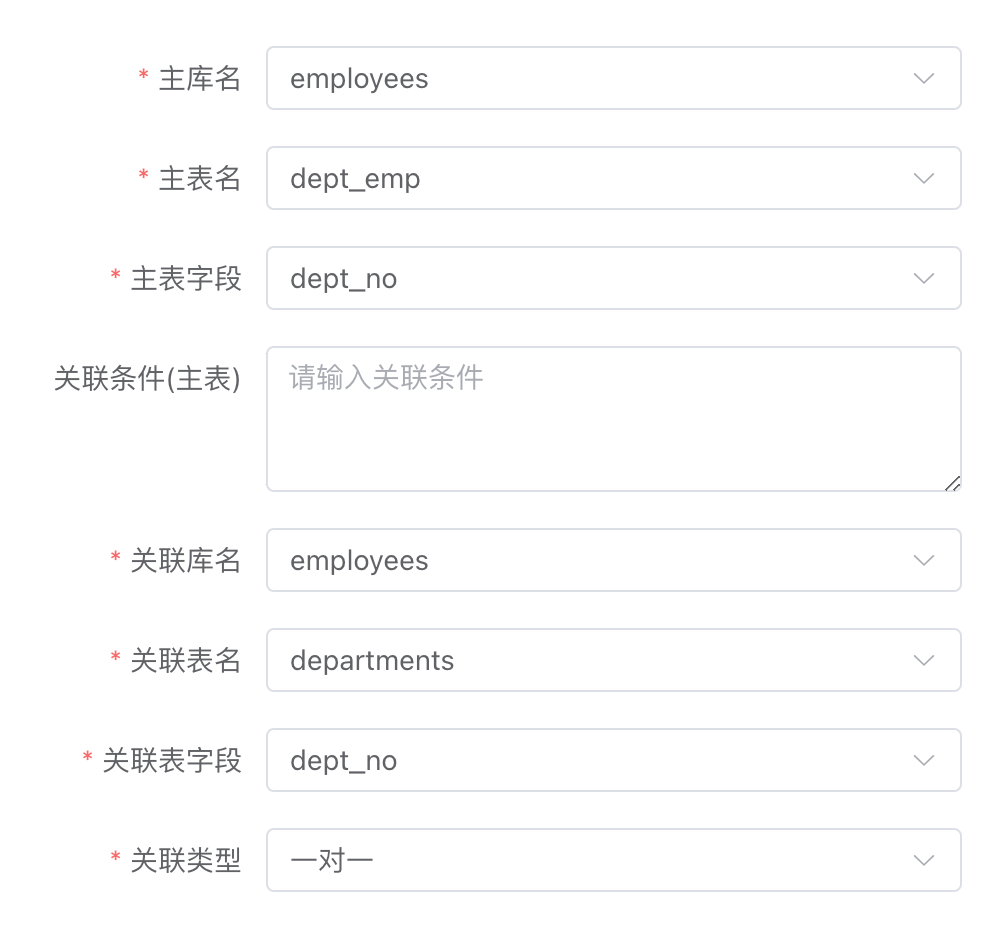 * 主库名 employees
* 主表名 dept_emp
* 主表字段 dept_no
关联条件(主表) 请输入关联条件
* 关联库名 employees
* 关联表名 departments
* 关联表字段 dept_no
* 关联类型 一对一